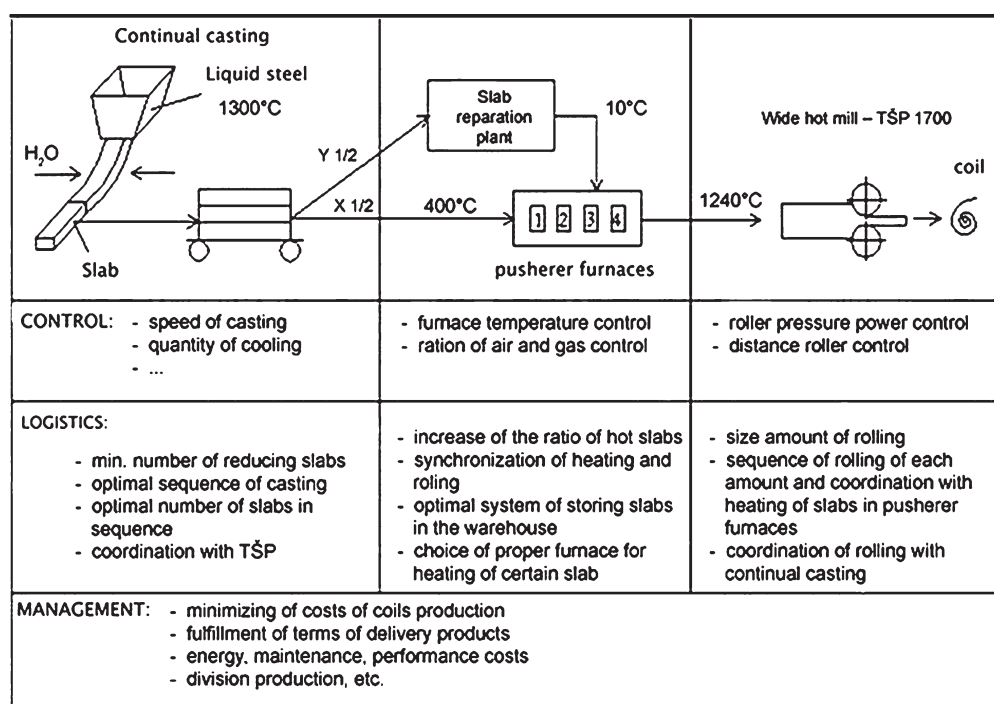 Continual casting
Liquid steel
1300°C
H₂O
Slab
Y 1/2
X 1/2
Slab
reparation
plant
10°C
400°C
1 2 3 4
pusherer furnaces
1240°C
Wide hot mill – TŠP 1700
coil
CONTROL: - speed of casting
- quantity of cooling
- ...
- furnace temperature control
- ration of air and gas control
- roller pressure power control
- distance roller control
LOGISTICS:
- min. number of reducing slabs
- optimal sequence of casting
- optimal number of slabs in
sequence
- coordination with TŠP
- increase of the ratio of hot slabs
- synchronization of heating and
roling
- optimal system of storing slabs
in the warehouse
- choice of proper furnace for
heating of certain slab
- size amount of rolling
- sequence of rolling of each
amount and coordination with
heating of slabs in pusherer
furnaces
- coordination of rolling with
continual casting
MANAGEMENT: - minimizing of costs of coils production
- fulfillment of terms of delivery products
- energy, maintenance, performance costs
- division production, etc.